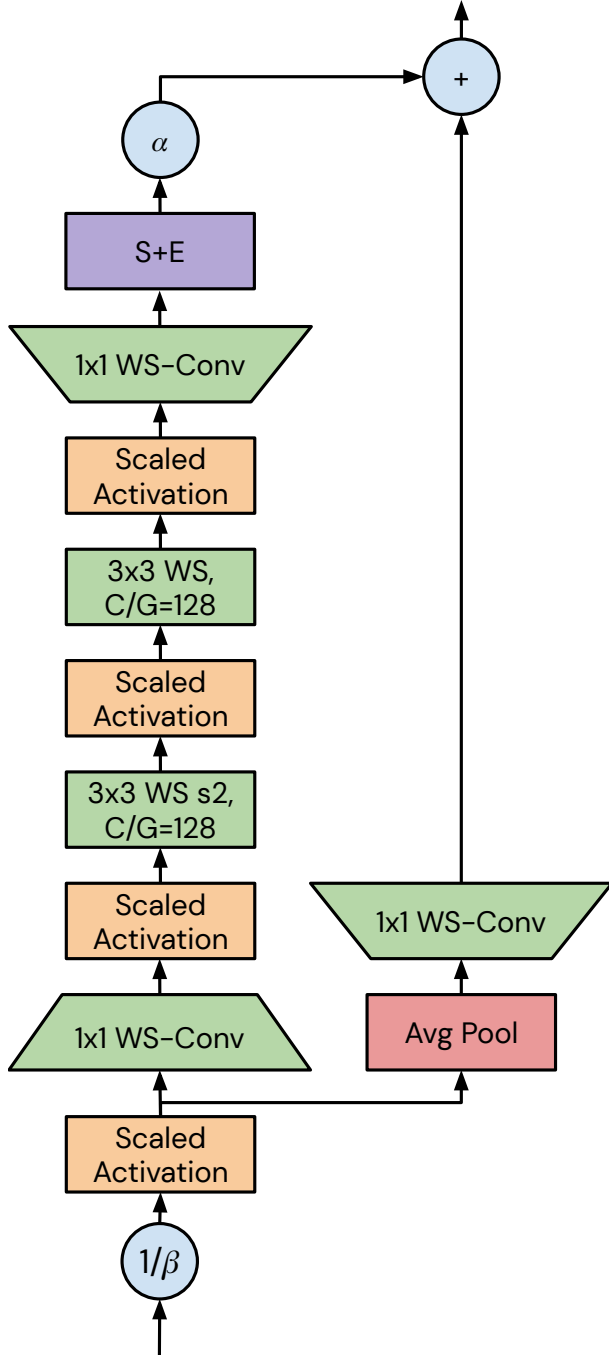 +
α
S+E
1x1 WS-Conv
Scaled
Activation
3x3 WS,
C/G=128
Scaled
Activation
3x3 WS s2,
C/G=128
Scaled
Activation
1x1 WS-Conv
1x1 WS-Conv
Avg Pool
Scaled
Activation
1/β